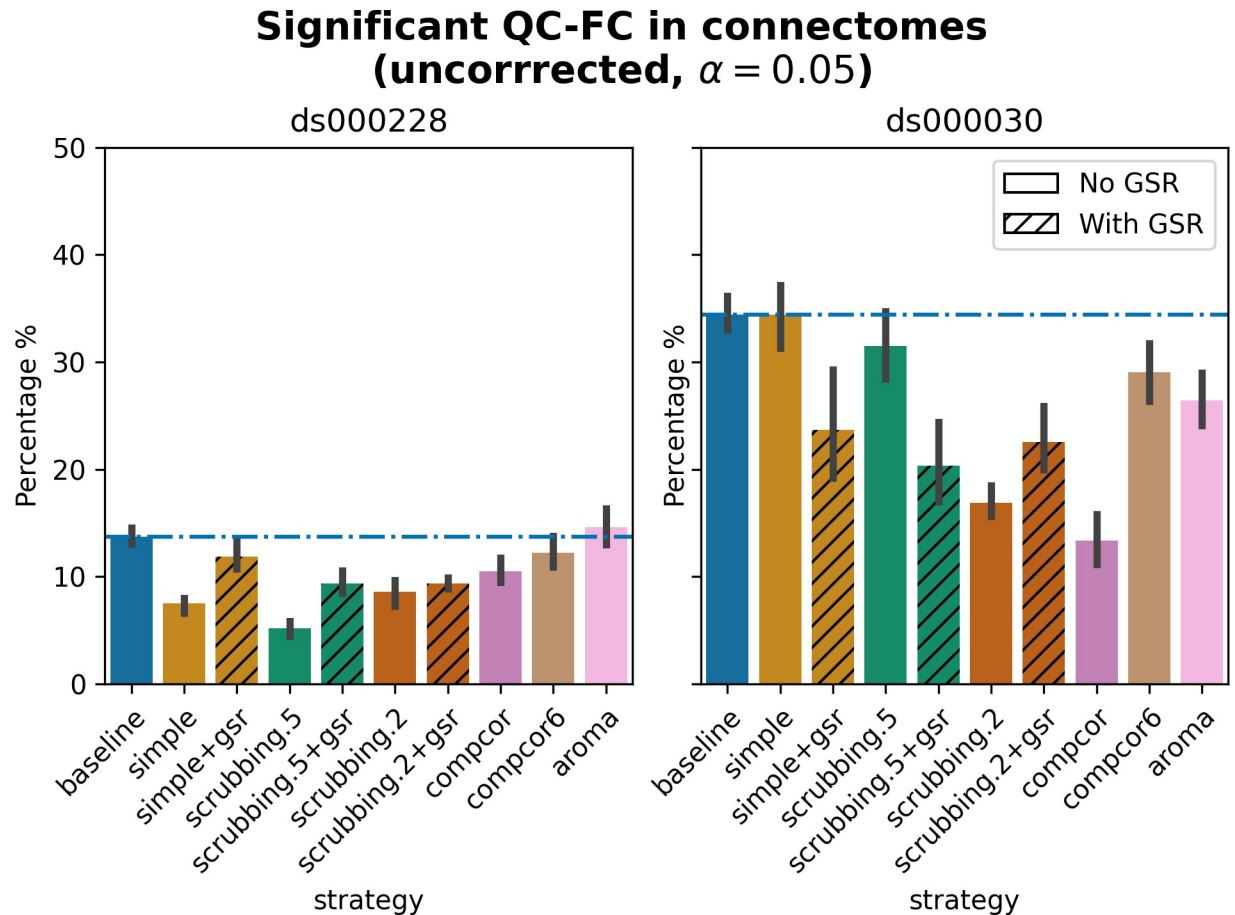 Significant QC-FC in connectomes
(uncorrrected, α = 0.05)
ds000228
ds000030
Percentage %
50
40
30
20
10
0
baseline
simple
simple+gsr
scrubbing.5
scrubbing.5+gsr
scrubbing.2
scrubbing.2+gsr
compcor
compcor6
aroma
strategy
Percentage %
No GSR
With GSR
baseline
simple
simple+gsr
scrubbing.5
scrubbing.5+gsr
scrubbing.2
scrubbing.2+gsr
compcor
compcor6
aroma
strategy